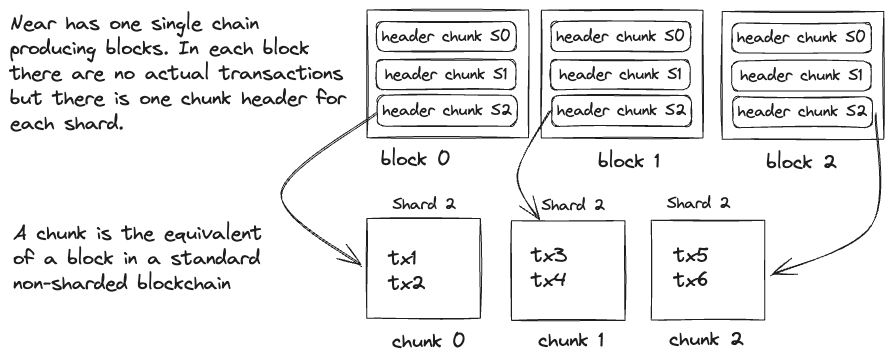 Near has one single chain
producing blocks. In each block
there are no actual transactions
but there is one chunk header for
each shard.
header chunk S0
header chunk S1
header chunk S2
block 0
header chunk S0
header chunk S1
header chunk S2
block 1
header chunk S0
header chunk S1
header chunk S2
block 2
A chunk is the equivalent
of a block in a standard
non-sharded blockchain
Shard 2
tx1
tx2
chunk 0
Shard 2
tx3
tx4
chunk 1
Shard 2
tx5
tx6
chunk 2